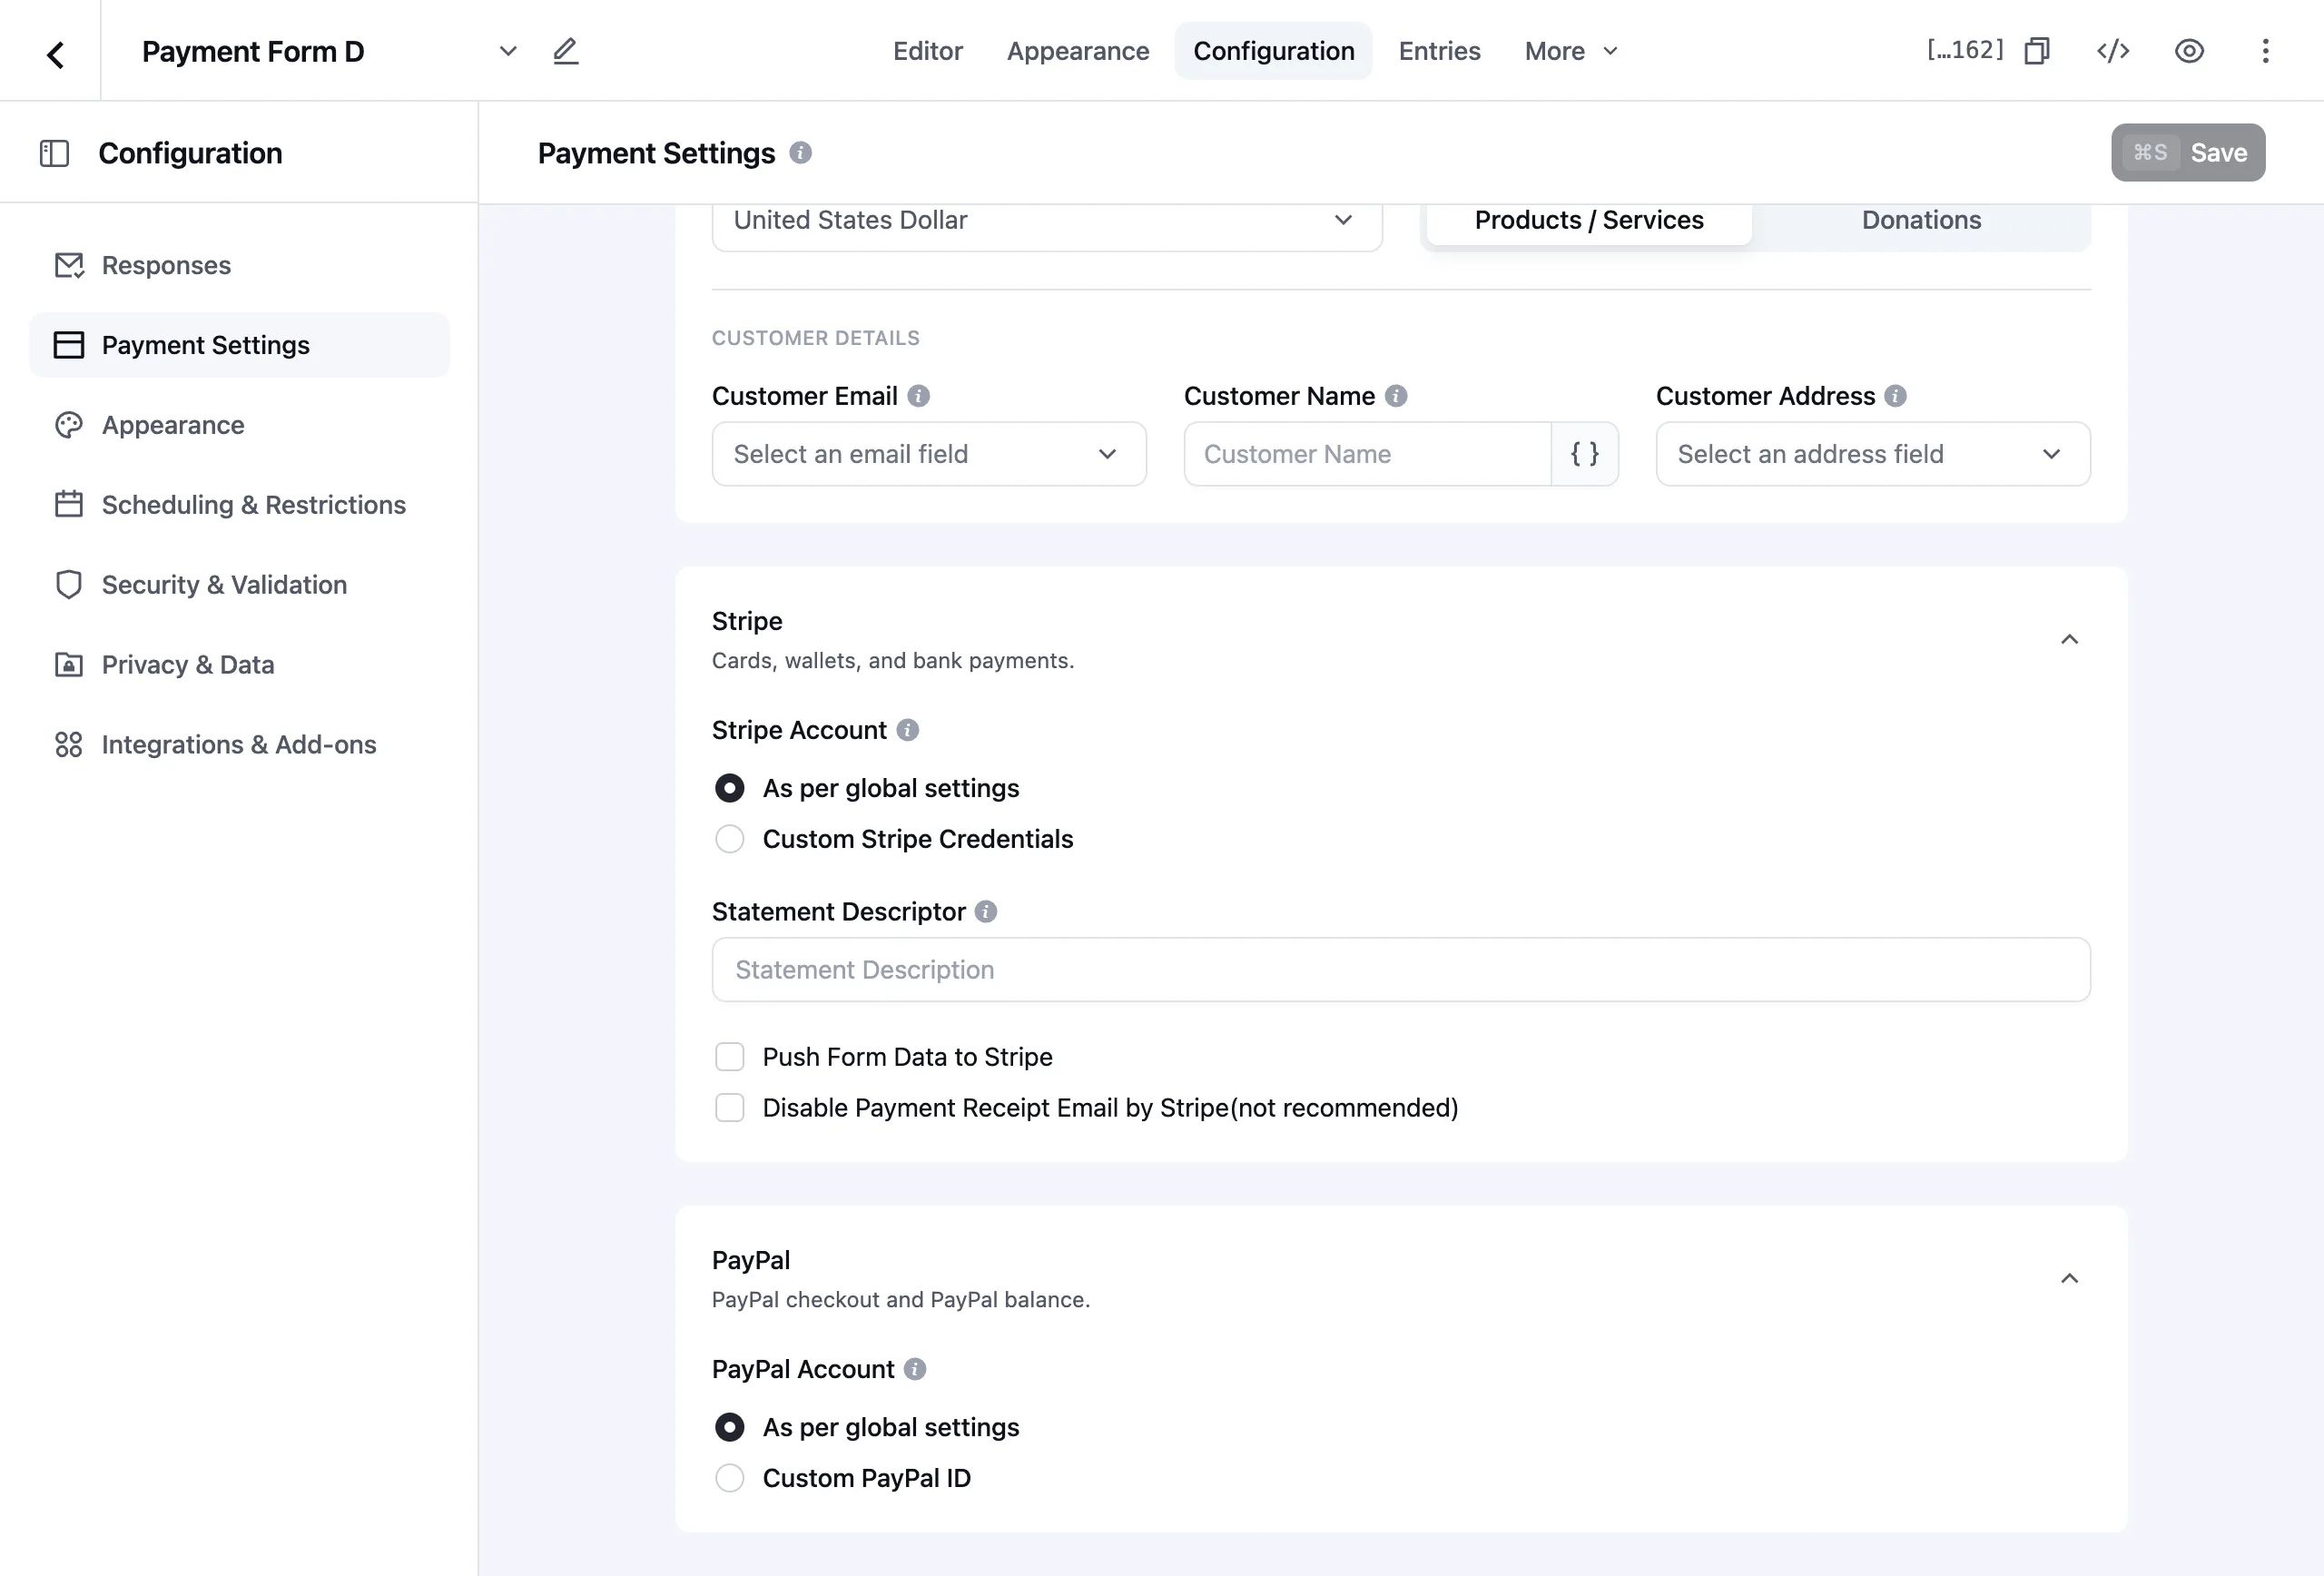 Payment Form D
Editor Appearance Configuration Entries More
[…162]
Configuration
Payment Settings
⌘S Save
Responses
Payment Settings
Appearance
Scheduling & Restrictions
Security & Validation
Privacy & Data
Integrations & Add-ons
United States Dollar
Products / Services Donations
CUSTOMER DETAILS
Customer Email Customer Name Customer Address
Select an email field Customer Name { } Select an address field
Stripe
Cards, wallets, and bank payments.
Stripe Account
As per global settings
Custom Stripe Credentials
Statement Descriptor
Statement Description
Push Form Data to Stripe
Disable Payment Receipt Email by Stripe(not recommended)
PayPal
PayPal checkout and PayPal balance.
PayPal Account
As per global settings
Custom PayPal ID